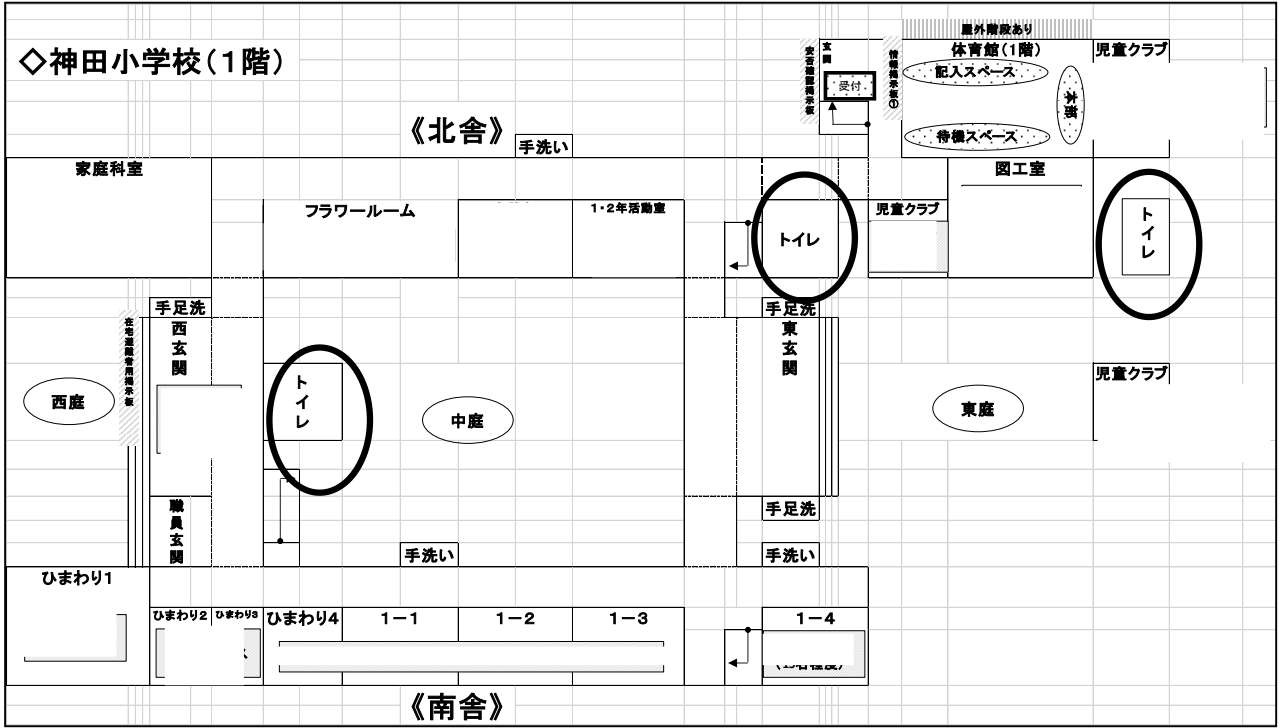 ◇神田小学校(1階)
屋外階段あり
体育館(1階)
児童クラブ
玄関
安否確認掲示板
情報掲示板①
受付
記入スペース
本部
待機スペース
《北舎》
手洗い
家庭科室
図工室
フラワールーム
1・2年活動室
トイレ
児童クラブ
トイレ
手足洗
手足洗
在宅避難者用掲示板
西玄関
東玄関
トイレ
児童クラブ
西庭
中庭
東庭
職員玄関
手足洗
手洗い
手洗い
ひまわり1
ひまわり2
ひまわり3
ひまわり4
1-1
1-2
1-3
1-4
《南舎》